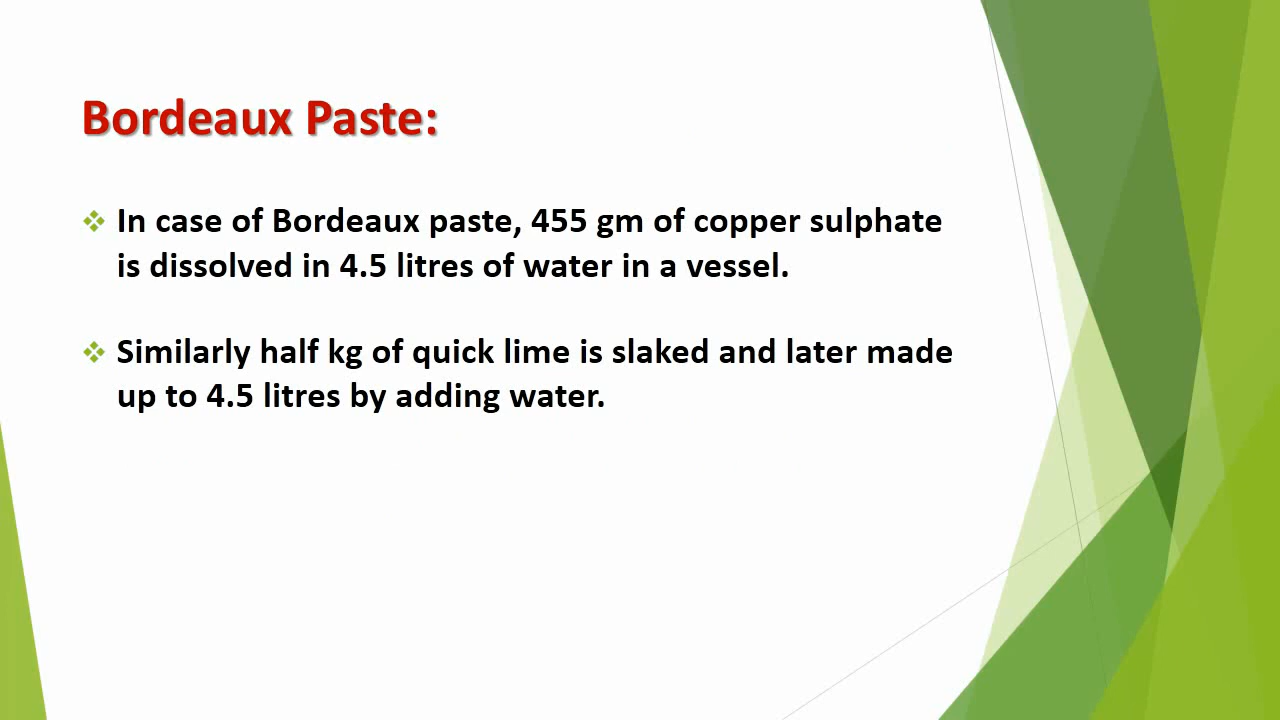 Bordeaux Paste:
In case of Bordeaux paste, 455 gm of copper sulphate
is dissolved in 4.5 litres of water in a vessel.
Similarly half kg of quick lime is slaked and later made
up to 4.5 litres by adding water.